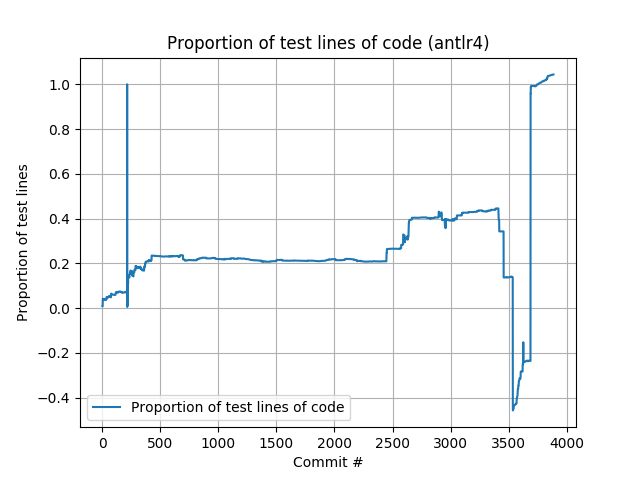 Proportion of test lines of code (antlr4)
1.0
0.8
0.6
0.4
0.2
0.0
−0.2
−0.4
Proportion of test lines
Proportion of test lines of code
0 500 1000 1500 2000 2500 3000 3500 4000
Commit #